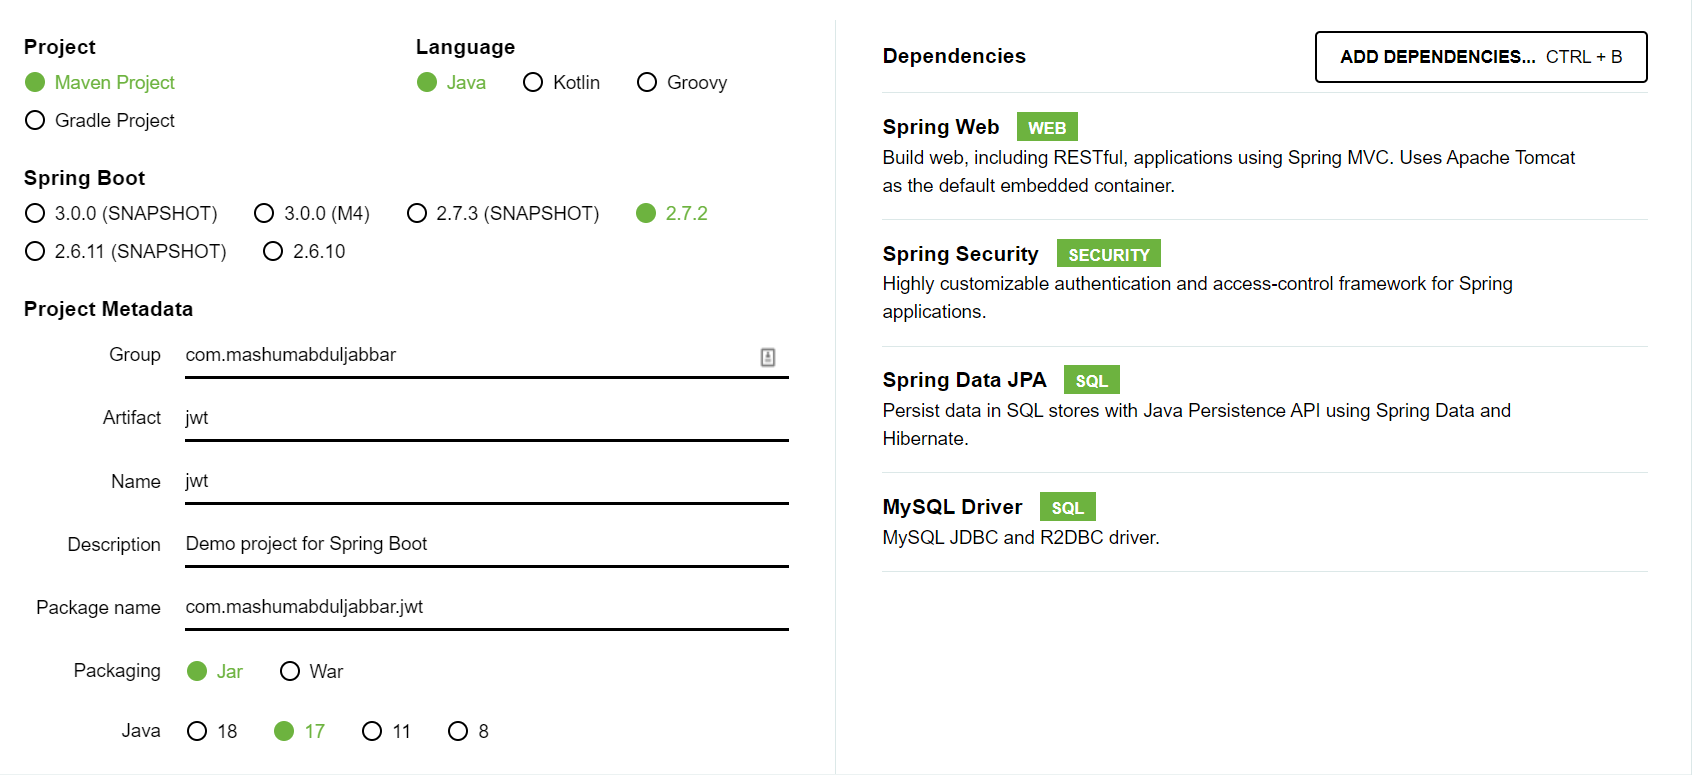 Project
Maven Project
Gradle Project
Language
Java Kotlin Groovy
Spring Boot
3.0.0 (SNAPSHOT) 3.0.0 (M4) 2.7.3 (SNAPSHOT) 2.7.2
2.6.11 (SNAPSHOT) 2.6.10
Project Metadata
Group com.mashumabduljabbar
Artifact jwt
Name jwt
Description Demo project for Spring Boot
Package name com.mashumabduljabbar.jwt
Packaging Jar War
Java 18 17 11 8
Dependencies
ADD DEPENDENCIES... CTRL + B
Spring Web WEB
Build web, including RESTful, applications using Spring MVC. Uses Apache Tomcat
as the default embedded container.
Spring Security SECURITY
Highly customizable authentication and access-control framework for Spring
applications.
Spring Data JPA SQL
Persist data in SQL stores with Java Persistence API using Spring Data and
Hibernate.
MySQL Driver SQL
MySQL JDBC and R2DBC driver.